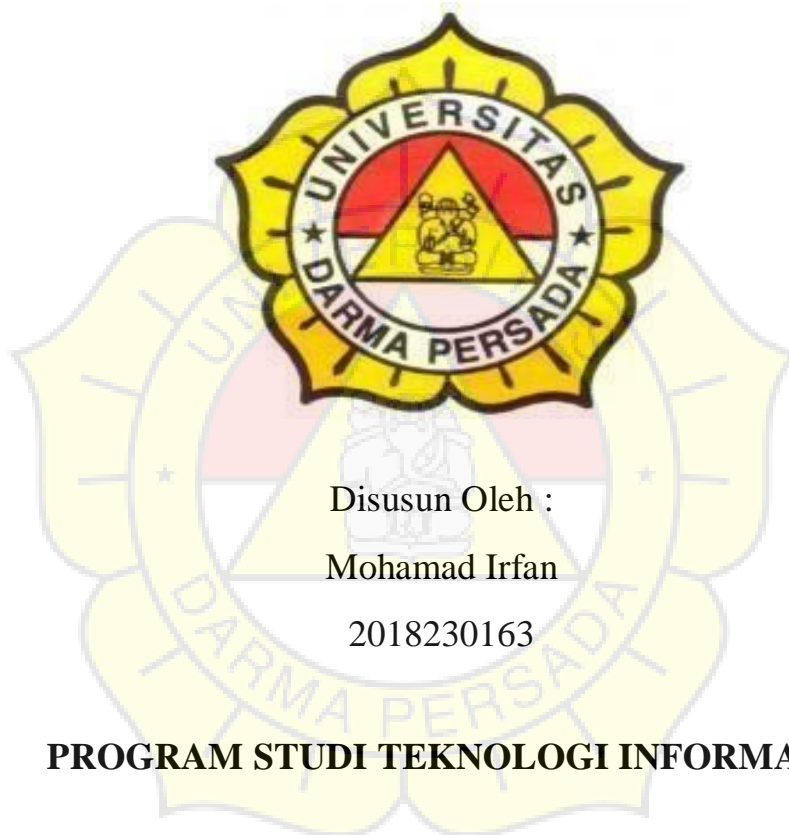 UNIVERSITAS
DARMA PERSADA
Disusun Oleh :
Mohamad Irfan
2018230163
PROGRAM STUDI TEKNOLOGI INFORMA